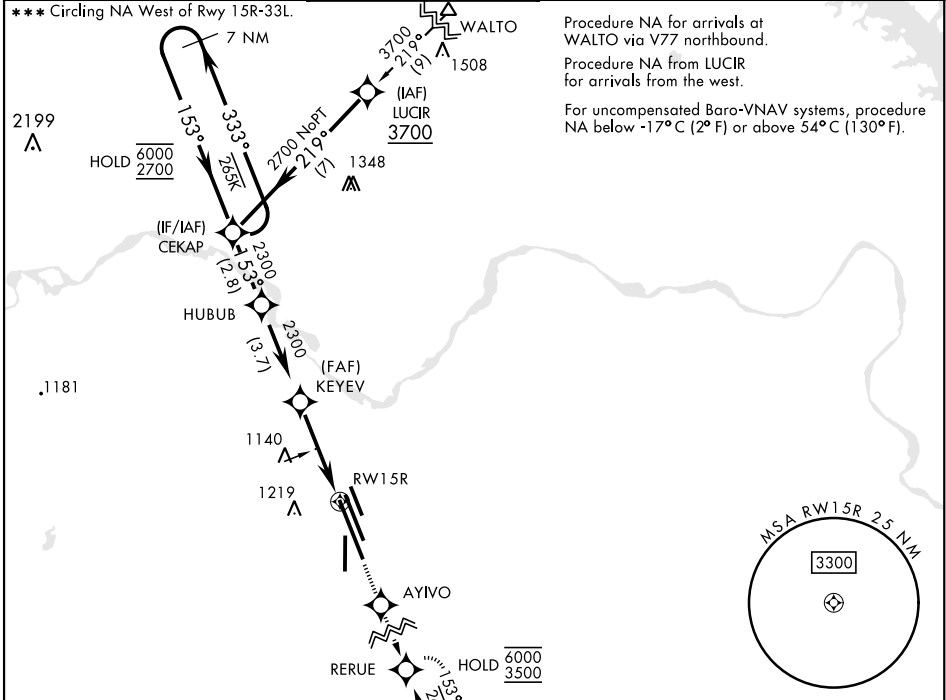 *** Circling NA West of Rwy 15R-33L.
7 NM
WALTO
3700
219°
(9)
1508
Procedure NA for arrivals at
WALTO via V77 northbound.
Procedure NA from LUCIR
for arrivals from the west.
For uncompensated Baro-VNAV systems, procedure
NA below -17°C (2°F) or above 54°C (130°F).
(IAF)
LUCIR
3700
2199
153°
333°
HOLD 6000
2700
265K
2700 NoPT
219°
(7)
1348
(IF/IAF)
CEKAP
2300
153°
(2.8)
HUBUB
2300
(3.7)
(FAF)
KEYEV
1181
1140
RW15R
1219
MSA RW15R 25 NM
3300
AYIVO
RERUE
HOLD 6000
3500
153°